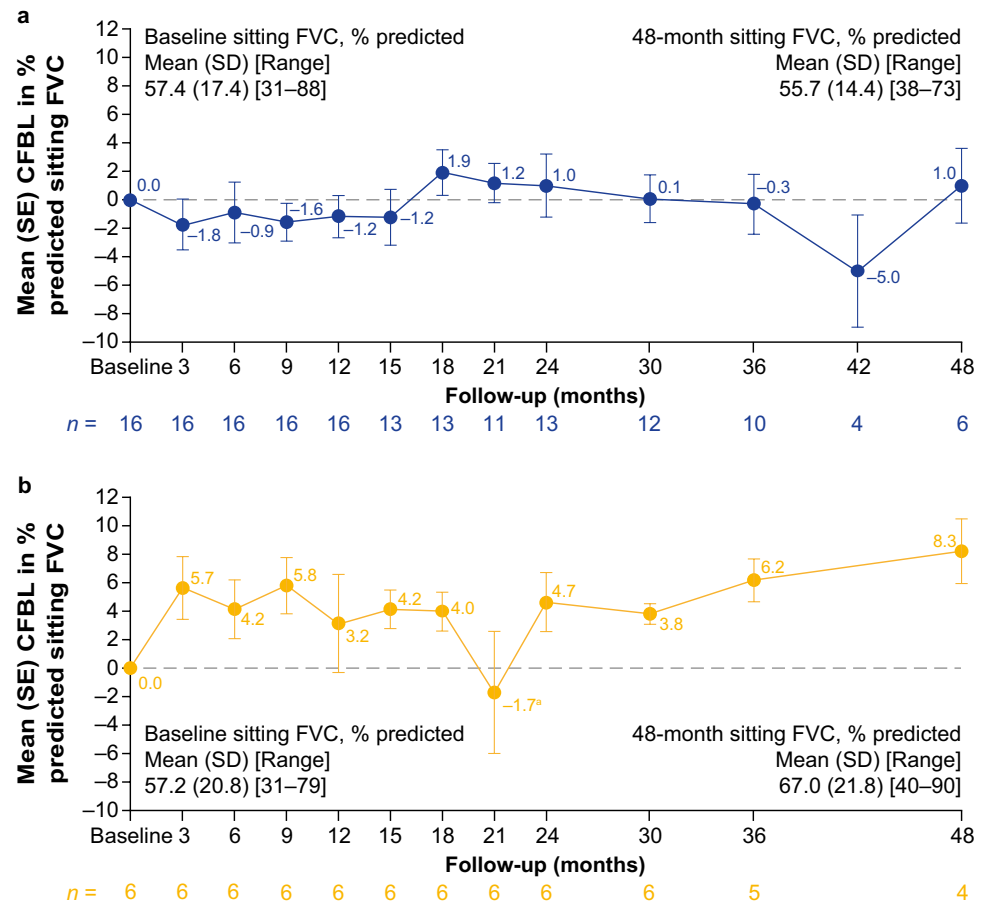 a
Mean (SE) CFBL in %
predicted sitting FVC
12
10
8
6
4
2
0
–2
–4
–6
–8
–10
Baseline sitting FVC, % predicted
Mean (SD) [Range]
57.4 (17.4) [31–88]
48-month sitting FVC, % predicted
Mean (SD) [Range]
55.7 (14.4) [38–73]
0.0
–1.8
–0.9
–1.6
–1.2
–1.2
1.9
1.2
1.0
0.1
–0.3
–5.0
1.0
Baseline 3 6 9 12 15 18 21 24 30 36 42 48
Follow-up (months)
n = 16 16 16 16 16 13 13 11 13 12 10 4 6
b
Mean (SE) CFBL in %
predicted sitting FVC
12
10
8
6
4
2
0
–2
–4
–6
–8
–10
0.0
5.7
4.2
5.8
3.2
4.2
4.0
–1.7ᵃ
4.7
3.8
6.2
8.3
Baseline sitting FVC, % predicted
Mean (SD) [Range]
57.2 (20.8) [31–79]
48-month sitting FVC, % predicted
Mean (SD) [Range]
67.0 (21.8) [40–90]
Baseline 3 6 9 12 15 18 21 24 30 36 48
Follow-up (months)
n = 6 6 6 6 6 6 6 6 6 6 5 4